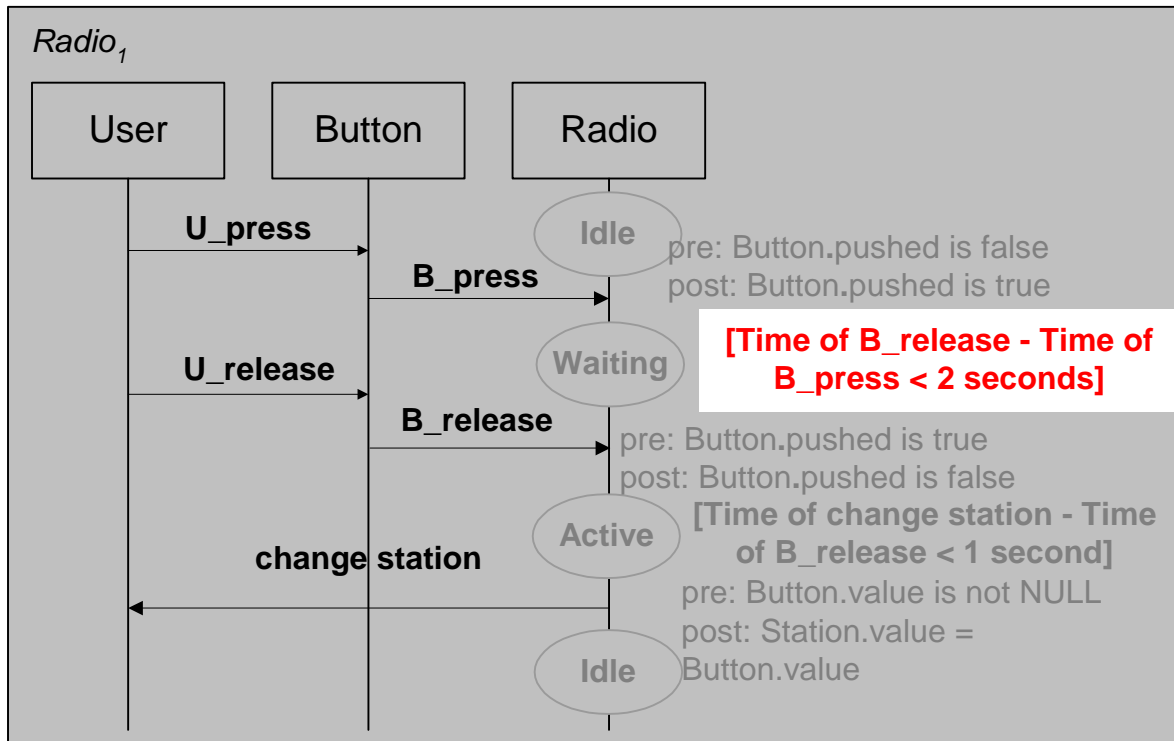 Radio1
User Button Radio
U_press
Idle
pre: Button.pushed is false
B_press
post: Button.pushed is true
[Time of B_release - Time of
B_press < 2 seconds]
Waiting
U_release
B_release
pre: Button.pushed is true
post: Button.pushed is false
Active
[Time of change station - Time
of B_release < 1 second]
change station
pre: Button.value is not NULL
post: Station.value =
Button.value
Idle